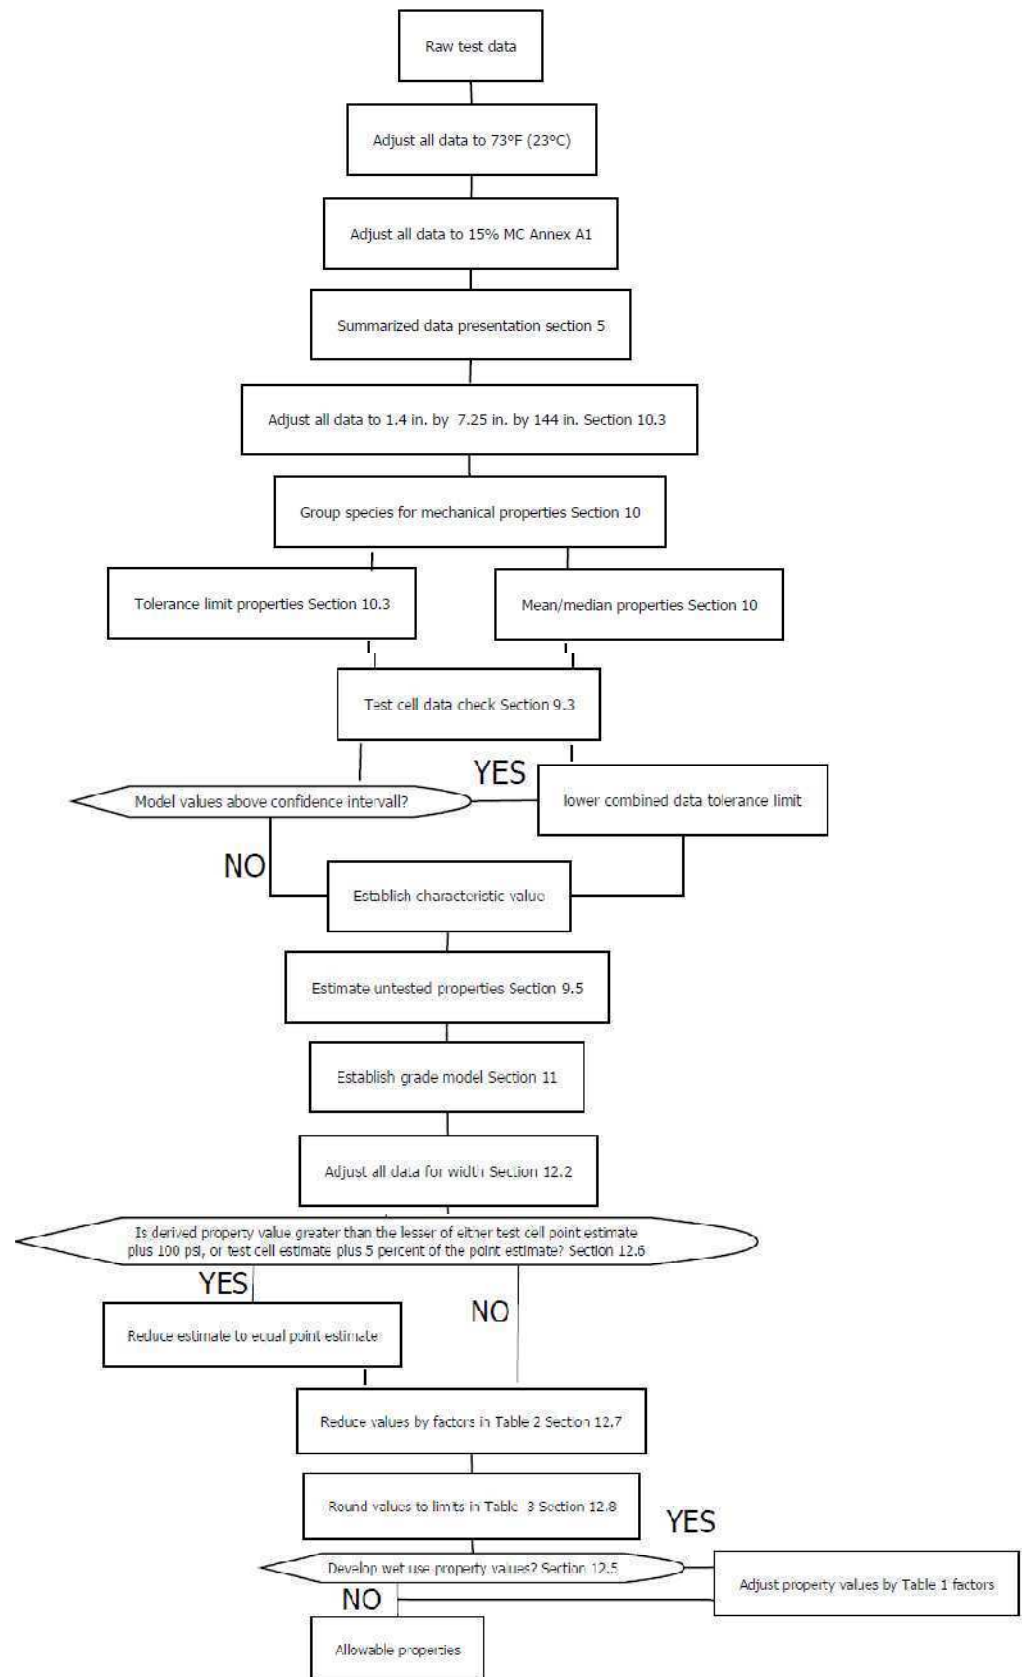 Raw test data
Adjust all data to 73°F (23°C)
Adjust all data to 15% MC Annex A1
Summarized data presentation section 5
Adjust all data to 1.4 in. by 7.25 in. by 144 in. Section 10.3
Group species for mechanical properties Section 10
Tolerance limit properties Section 10.3
Mean/median properties Section 10
Test cell data check Section 9.3
Model values above confidence intervall?
YES
lower combined data tolerance limit
NO
Establish characteristic value
Estimate untested properties Section 9.5
Establish grade model Section 11
Adjust all data for width Section 12.2
Is derived property value greater than the lesser of either test cell point estimate
plus 100 psi, or test cell estimate plus 5 percent of the point estimate? Section 12.6
YES
NO
Reduce estimate to equal point estimate
Reduce values by factors in Table 2 Section 12.7
Round values to limits in Table 3 Section 12.8
YES
Develop wet use property values? Section 12.5
Adjust property values by Table 1 factors
NO
Allowable properties